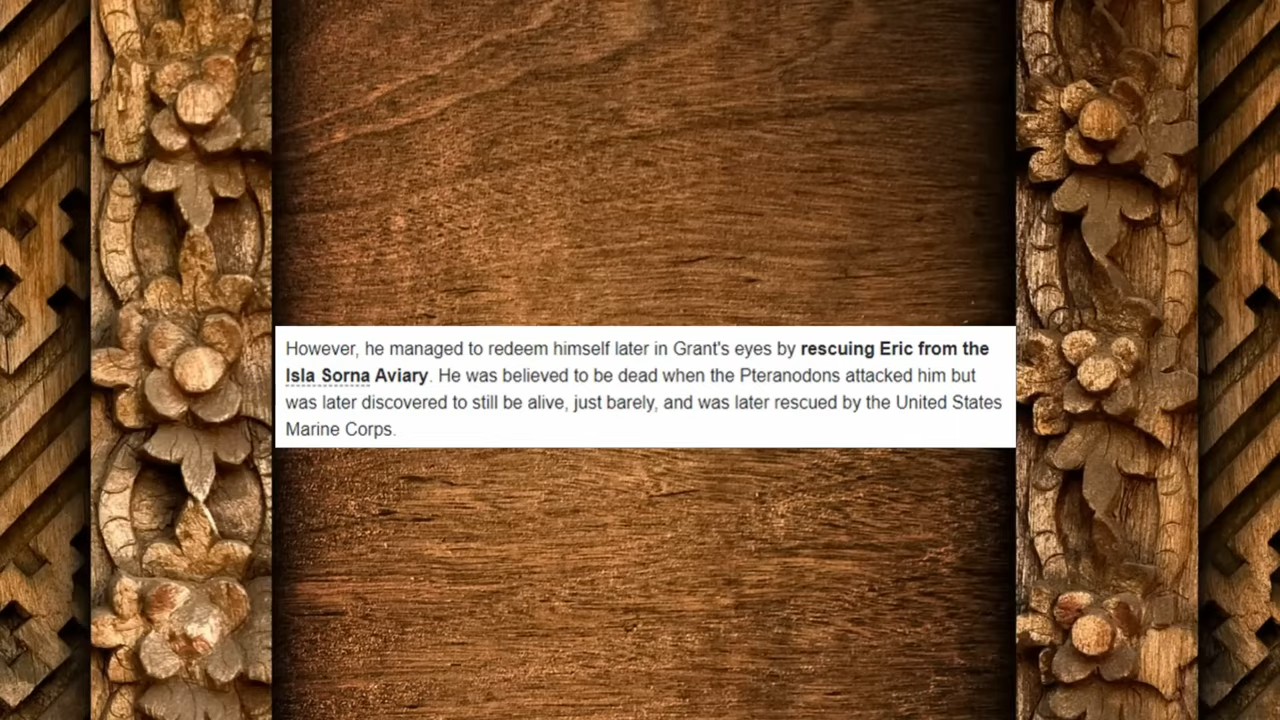 However, he managed to redeem himself later in Grant's eyes by rescuing Eric from the
Isla Sorna Aviary. He was believed to be dead when the Pteranodons attacked him but
was later discovered to still be alive, just barely, and was later rescued by the United States
Marine Corps.